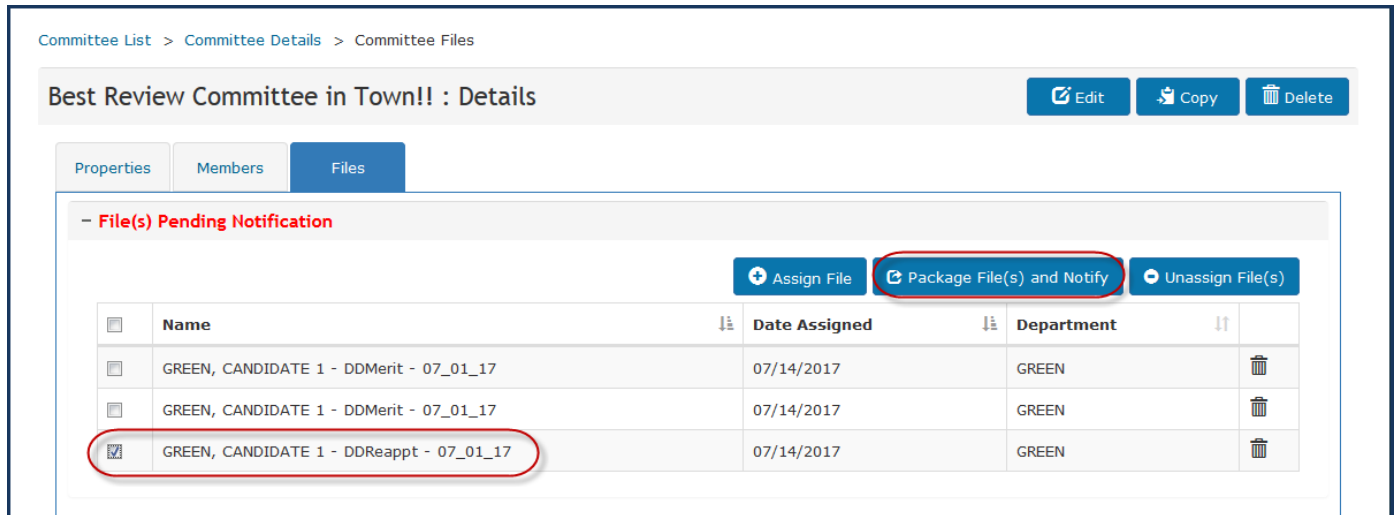 Committee List > Committee Details > Committee Files
Best Review Committee in Town!! : Details
Edit Copy Delete
Properties Members Files
− File(s) Pending Notification
Assign File Package File(s) and Notify Unassign File(s)
Name Date Assigned Department
GREEN, CANDIDATE 1 - DDMerit - 07_01_17 07/14/2017 GREEN
GREEN, CANDIDATE 1 - DDMerit - 07_01_17 07/14/2017 GREEN
GREEN, CANDIDATE 1 - DDReappt - 07_01_17 07/14/2017 GREEN